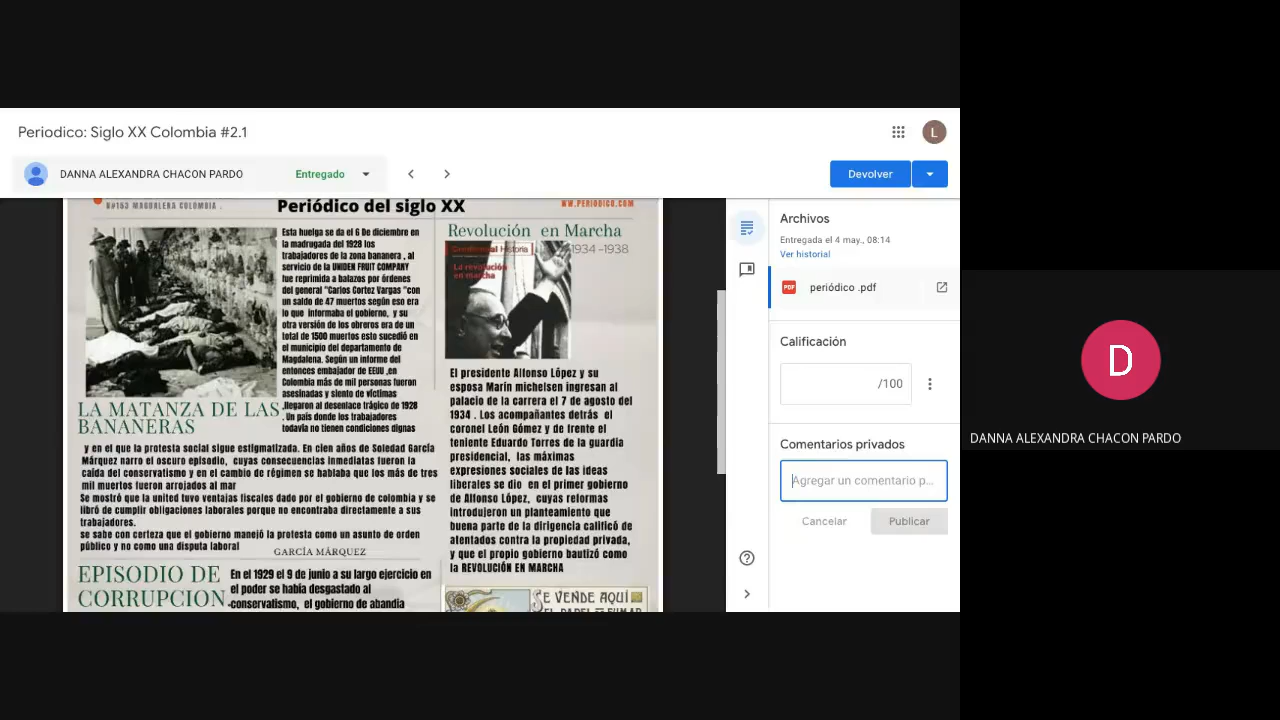 Periodico: Siglo XX Colombia #2.1
L
DANNA ALEXANDRA CHACON PARDO
Entregado
Devolver
N#153 MAGDALENA COLOMBIA .
Periódico del siglo XX
WW.PERIODICO.COM
Esta huelga se da el 6 De diciembre en
la madrugada del 1928 los
trabajadores de la zona bananera , al
servicio de la UNIDEN FRUIT COMPANY
fue reprimida a balazos por órdenes
del general "Carlos Cortez Vargas "con
un saldo de 47 muertos según eso era
lo que informaba el gobierno, y su
otra versión de los obreros era de un
total de 1500 muertos esto sucedió en
el municipio del departamento de
Magdalena. Según un informe del
entonces embajador de EEUU ,en
Colombia más de mil personas fueron
asesinadas y siento de víctimas
,llegaron al desenlace trágico de 1928
. Un país donde los trabajadores
todavía no tienen condiciones dignas
LA MATANZA DE LAS
BANANERAS
y en el que la protesta social sigue estigmatizada. En cien años de Soledad García
Márquez narro el oscuro episodio, cuyas consecuencias inmediatas fueron la
caída del conservatismo y en el cambio de régimen se hablaba que los más de tres
mil muertos fueron arrojados al mar
Se mostró que la united tuvo ventajas fiscales dado por el gobierno de colombia y se
libró de cumplir obligaciones laborales porque no encontraba directamente a sus
trabajadores.
se sabe con certeza que el gobierno manejó la protesta como un asunto de orden
público y no como una disputa laboral
GARCÍA MÁRQUEZ
EPISODIO DE
CORRUPCION
En el 1929 el 9 de junio a su largo ejercicio en
el poder se había desgastado al
conservatismo, el gobierno de abandía
Revolución en Marcha
Historia
1934 -1938
La revolución
en marcha
El presidente Alfonso López y su
esposa Marín michelsen ingresan al
palacio de la carrera el 7 de agosto del
1934 . Los acompañantes detrás el
coronel León Gómez y de frente el
teniente Eduardo Torres de la guardia
presidencial, las máximas
expresiones sociales de las ideas
liberales se dio en el primer gobierno
de Alfonso López, cuyas reformas
introdujeron un planteamiento que
buena parte de la dirigencia calificó de
atentados contra la propiedad privada,
y que el propio gobierno bautizó como
la REVOLUCIÓN EN MARCHA
SE VENDE AQUÍ
EL PAPEL DE FUMAR
Archivos
Entregada el 4 may., 08:14
Ver historial
PDF
periódico .pdf
Calificación
/100
Comentarios privados
Agregar un comentario p...
Cancelar
Publicar
D
DANNA ALEXANDRA CHACON PARDO